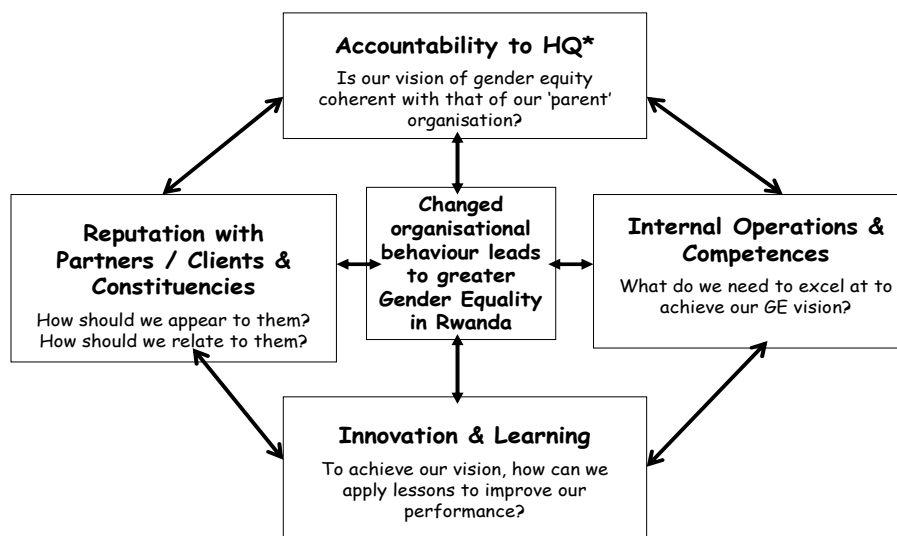 Accountability to HQ*
Is our vision of gender equity
coherent with that of our ‘parent’
organisation?
Reputation with
Partners / Clients &
Constituencies
How should we appear to them?
How should we relate to them?
Changed
organisational
behaviour leads
to greater
Gender Equality
in Rwanda
Internal Operations &
Competences
What do we need to excel at to
achieve our GE vision?
Innovation & Learning
To achieve our vision, how can we
apply lessons to improve our
performance?